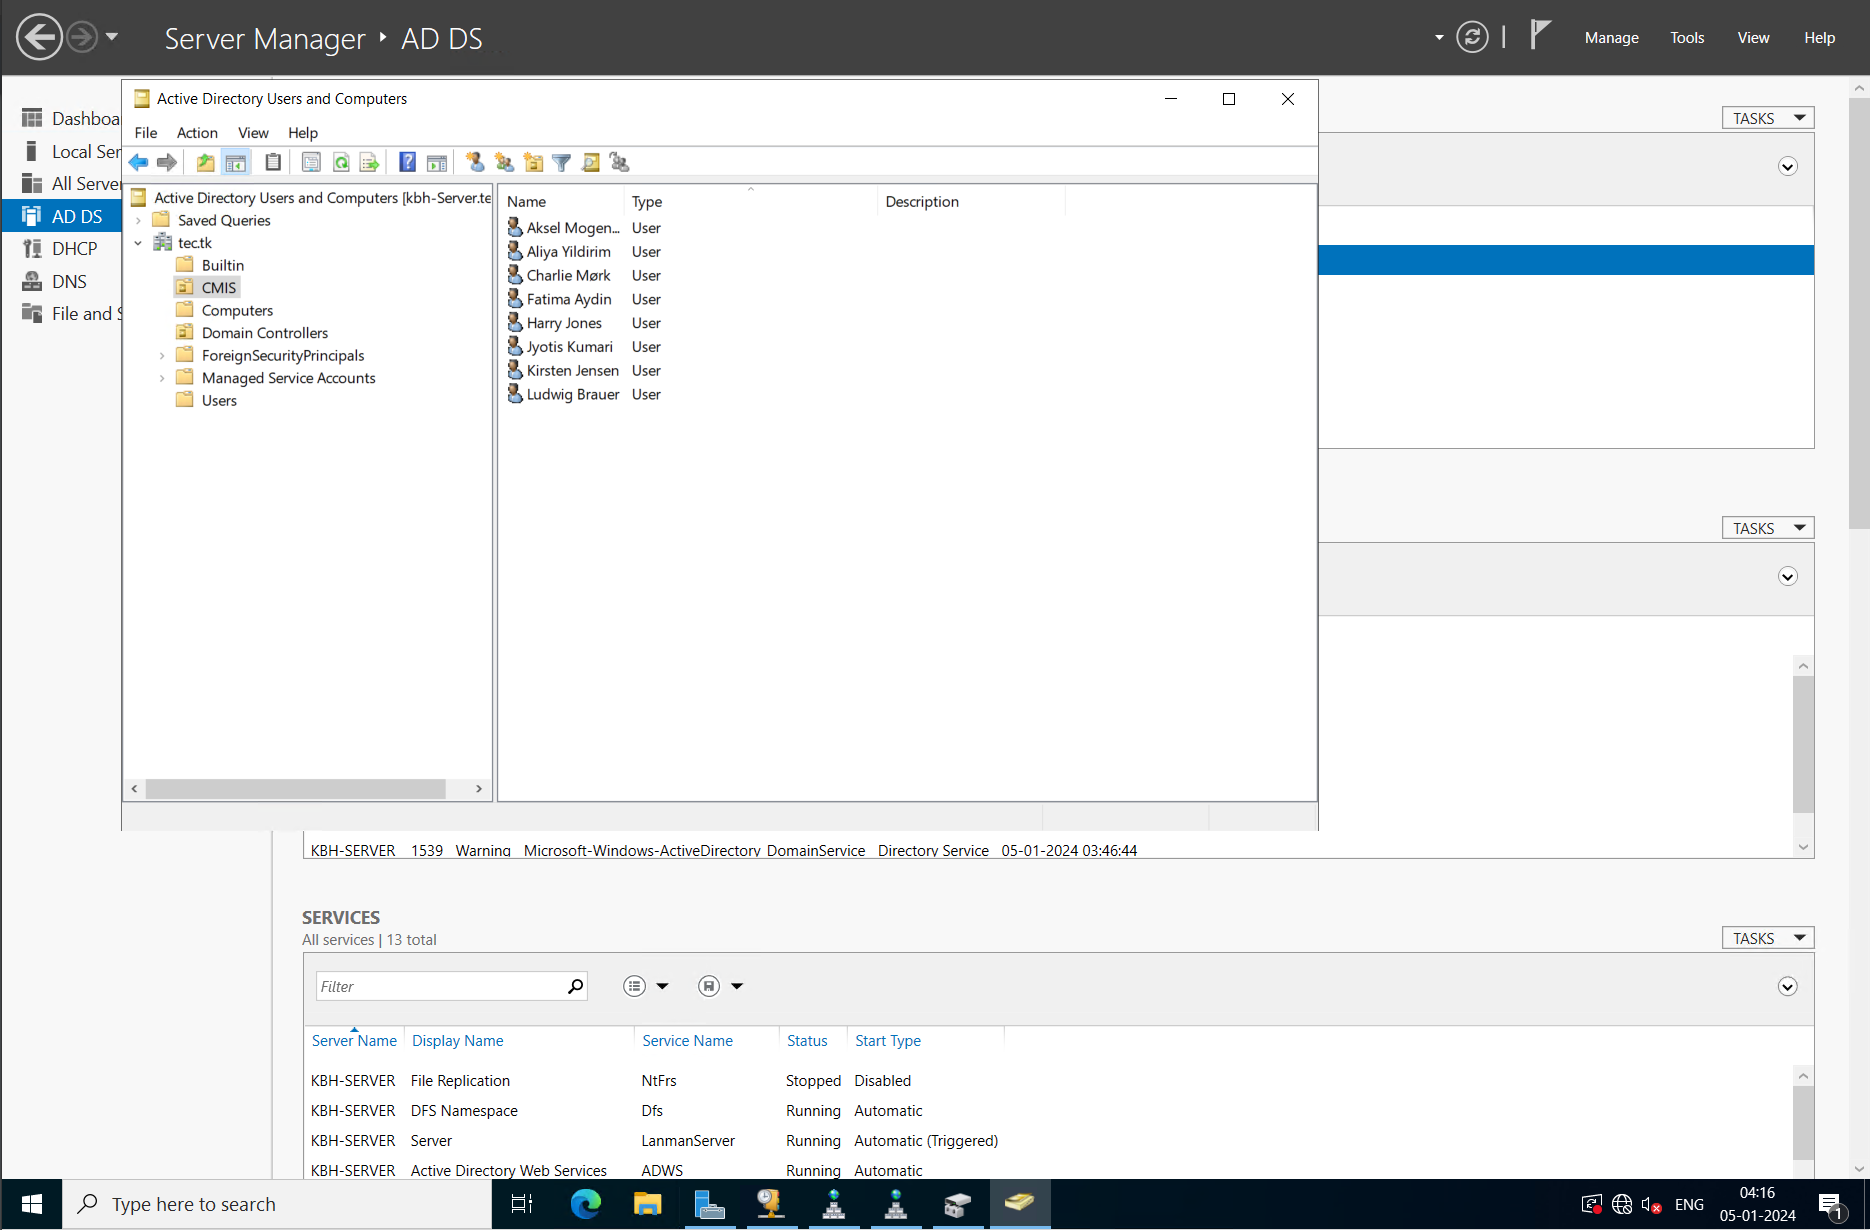 Server Manager ‣ AD DS
Manage Tools View Help
Dashboa
Local Ser
All Server
AD DS
DHCP
DNS
File and S
Active Directory Users and Computers
File Action View Help
Active Directory Users and Computers [kbh-Server.te
Saved Queries
tec.tk
Builtin
CMIS
Computers
Domain Controllers
ForeignSecurityPrincipals
Managed Service Accounts
Users
Name Type Description
Aksel Mogen... User
Aliya Yildirim User
Charlie Mørk User
Fatima Aydin User
Harry Jones User
Jyotis Kumari User
Kirsten Jensen User
Ludwig Brauer User
TASKS
TASKS
KBH-SERVER 1539 Warning Microsoft-Windows-ActiveDirectory_DomainService Directory Service 05-01-2024 03:46:44
SERVICES
All services | 13 total
TASKS
Filter
Server Name Display Name Service Name Status Start Type
KBH-SERVER File Replication NtFrs Stopped Disabled
KBH-SERVER DFS Namespace Dfs Running Automatic
KBH-SERVER Server LanmanServer Running Automatic (Triggered)
KBH-SERVER Active Directory Web Services ADWS Running Automatic
Type here to search
ENG
04:16
05-01-2024
1